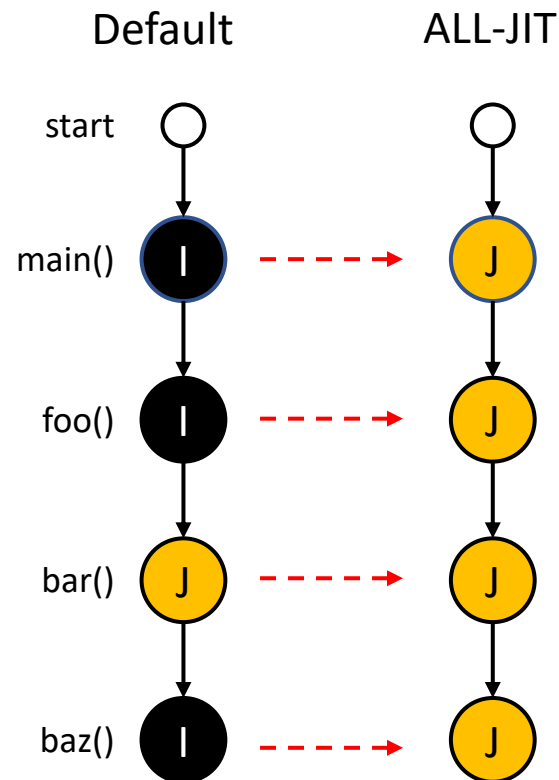 Default ALL-JIT
start
main() I J
foo() I J
bar() J J
baz() I J